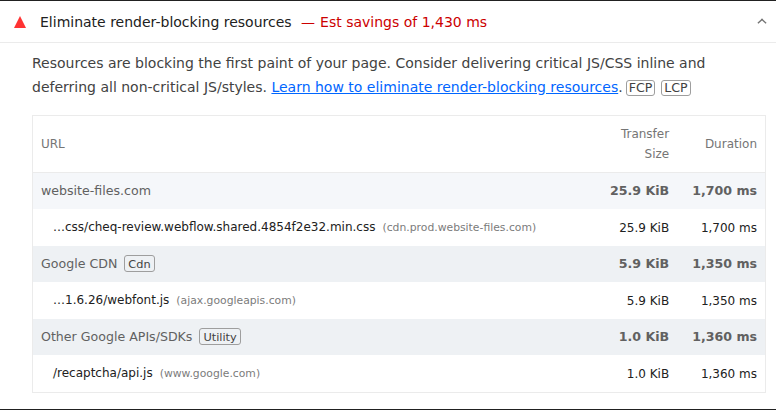 Eliminate render-blocking resources — Est savings of 1,430 ms
Resources are blocking the first paint of your page. Consider delivering critical JS/CSS inline and
deferring all non-critical JS/styles. Learn how to eliminate render-blocking resources. FCP LCP
URL Transfer Size Duration
website-files.com 25.9 KiB 1,700 ms
…css/cheq-review.webflow.shared.4854f2e32.min.css (cdn.prod.website-files.com) 25.9 KiB 1,700 ms
Google CDN Cdn 5.9 KiB 1,350 ms
…1.6.26/webfont.js (ajax.googleapis.com) 5.9 KiB 1,350 ms
Other Google APIs/SDKs Utility 1.0 KiB 1,360 ms
/recaptcha/api.js (www.google.com) 1.0 KiB 1,360 ms